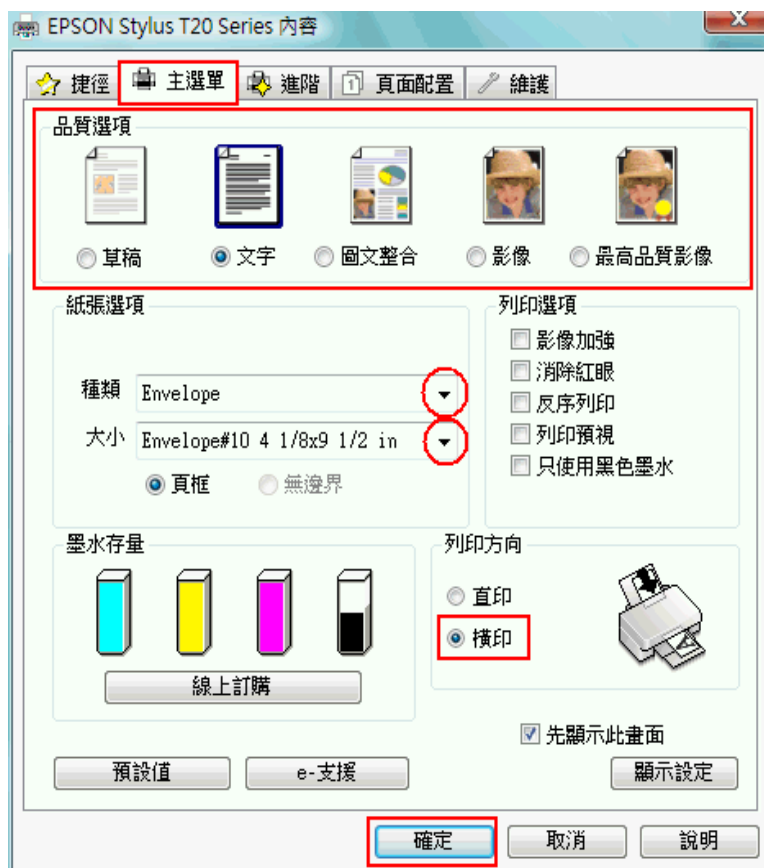 EPSON Stylus T20 Series 內容
捷徑 主選單 進階 頁面配置 維護
品質選項
草稿 文字 圖文整合 影像 最高品質影像
紙張選項
種類 Envelope
大小 Envelope#10 4 1/8x9 1/2 in
頁框 無邊界
列印選項
影像加強
消除紅眼
反序列印
列印預視
只使用黑色墨水
墨水存量
線上訂購
列印方向
直印
橫印
先顯示此畫面
預設值 e-支援 顯示設定
確定 取消 說明